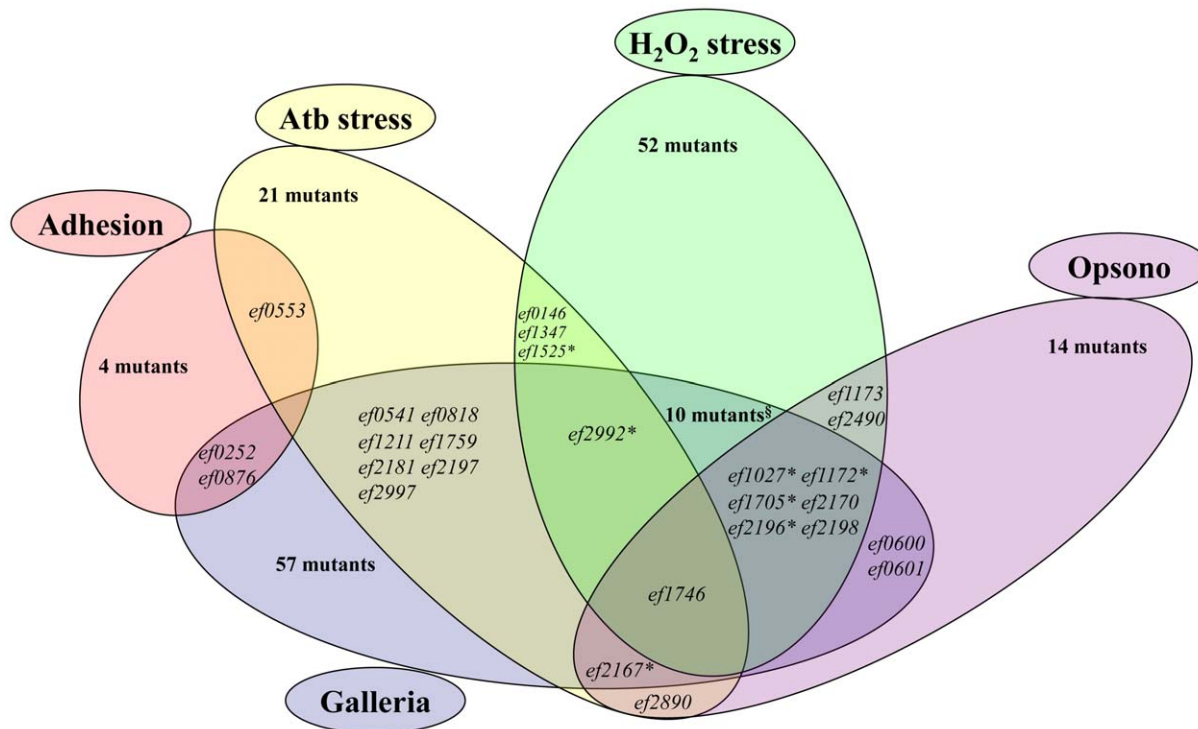 H₂O₂ stress
Atb stress
52 mutants
21 mutants
Adhesion
Opsono
ef0553
ef0146
ef1347
ef1525*
14 mutants
4 mutants
ef1173
ef2490
10 mutants§
ef0541 ef0818
ef1211 ef1759
ef2181 ef2197
ef2997
ef2992*
ef0252
ef0876
ef1027* ef1172*
ef1705* ef2170
ef2196* ef2198
ef0600
ef0601
57 mutants
ef1746
ef2167*
ef2890
Galleria